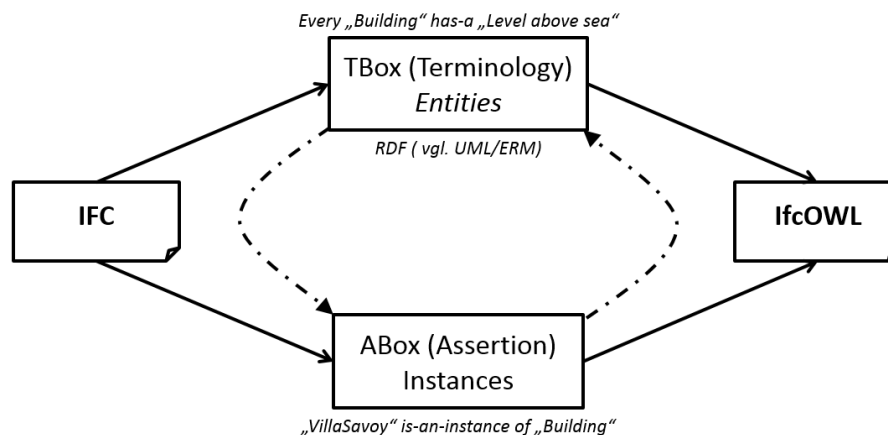 Every „Building“ has-a „Level above sea“
TBox (Terminology)
Entities
RDF ( vgl. UML/ERM)
IFC
IfcOWL
ABox (Assertion)
Instances
„VillaSavoy“ is-an-instance of „Building“